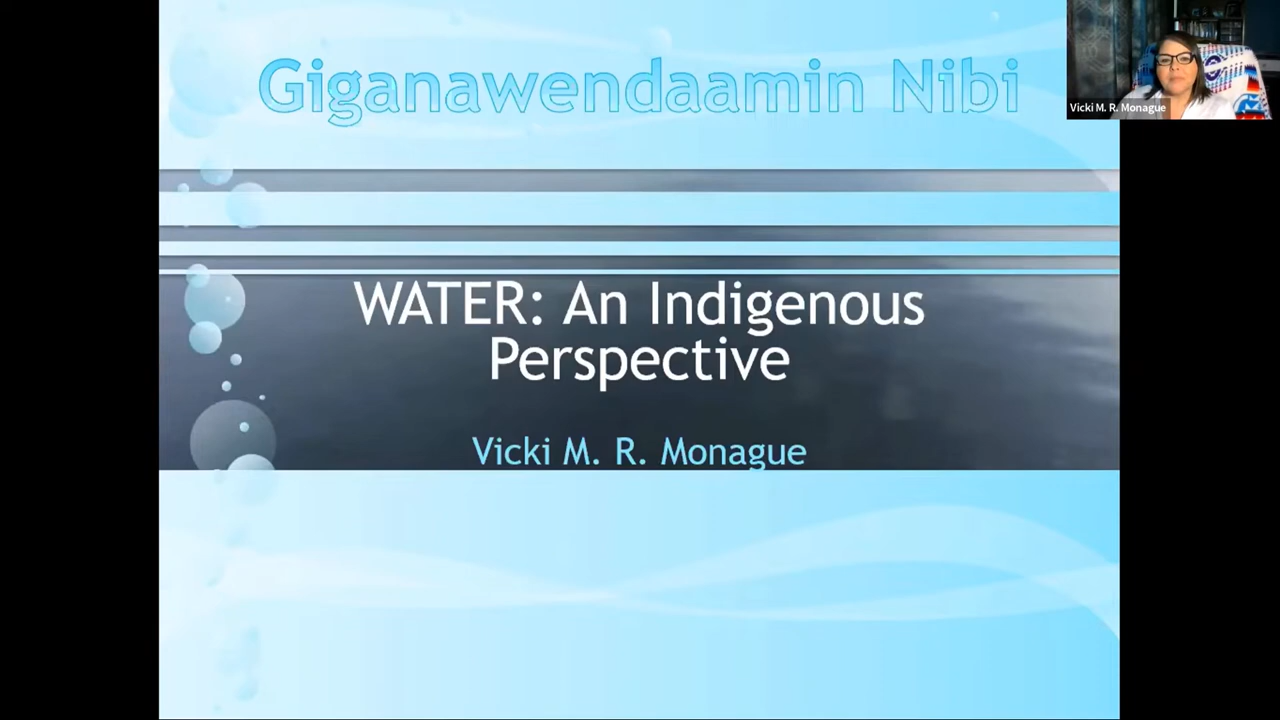 Giganawendaamin Nibi
Vicki M. R. Monague
WATER: An Indigenous
Perspective
Vicki M. R. Monague